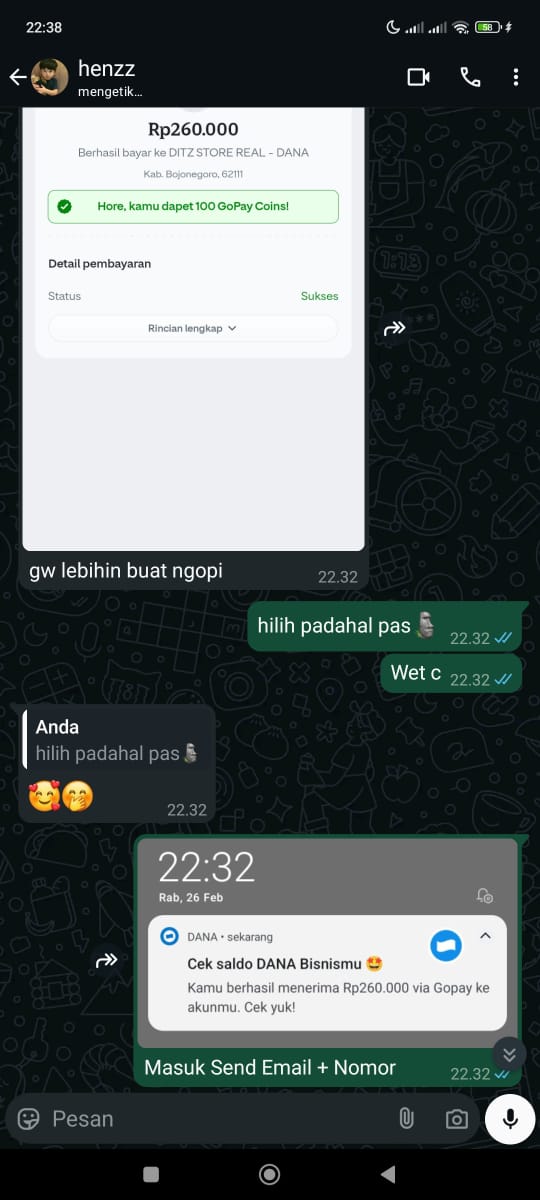 22:38
58
henzz
mengetik...
Rp260.000
Berhasil bayar ke DITZ STORE REAL - DANA
Kab. Bojonegoro, 62111
Hore, kamu dapet 100 GoPay Coins!
Detail pembayaran
Status Sukses
Rincian lengkap
gw lebihin buat ngopi
22.32
hilih padahal pas🗿 22.32
Wet c 22.32
Anda
hilih padahal pas🗿
🥰🤭
22.32
22:32
Rab, 26 Feb
DANA • sekarang
Cek saldo DANA Bisnismu 🤩
Kamu berhasil menerima Rp260.000 via Gopay ke
akunmu. Cek yuk!
Masuk Send Email + Nomor
22.32
Pesan